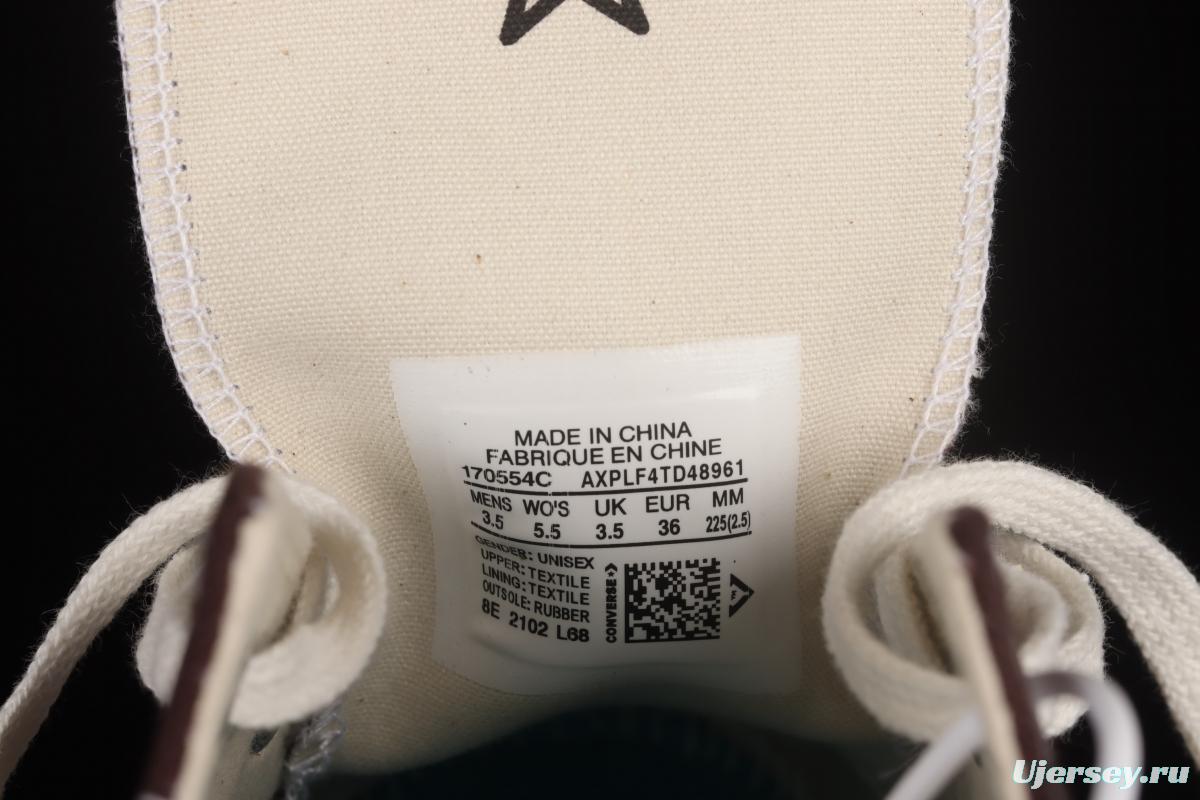 MADE IN CHINA
FABRIQUE EN CHINE
170554C AXPLF4TD48961
MENS WO'S UK EUR MM
3.5 5.5 3.5 36 225(2.5)
GENDER: UNISEX
UPPER: TEXTILE
LINING: TEXTILE
OUTSOLE: RUBBER
8E 2102 L68
CONVERSE
Ujersey.ru